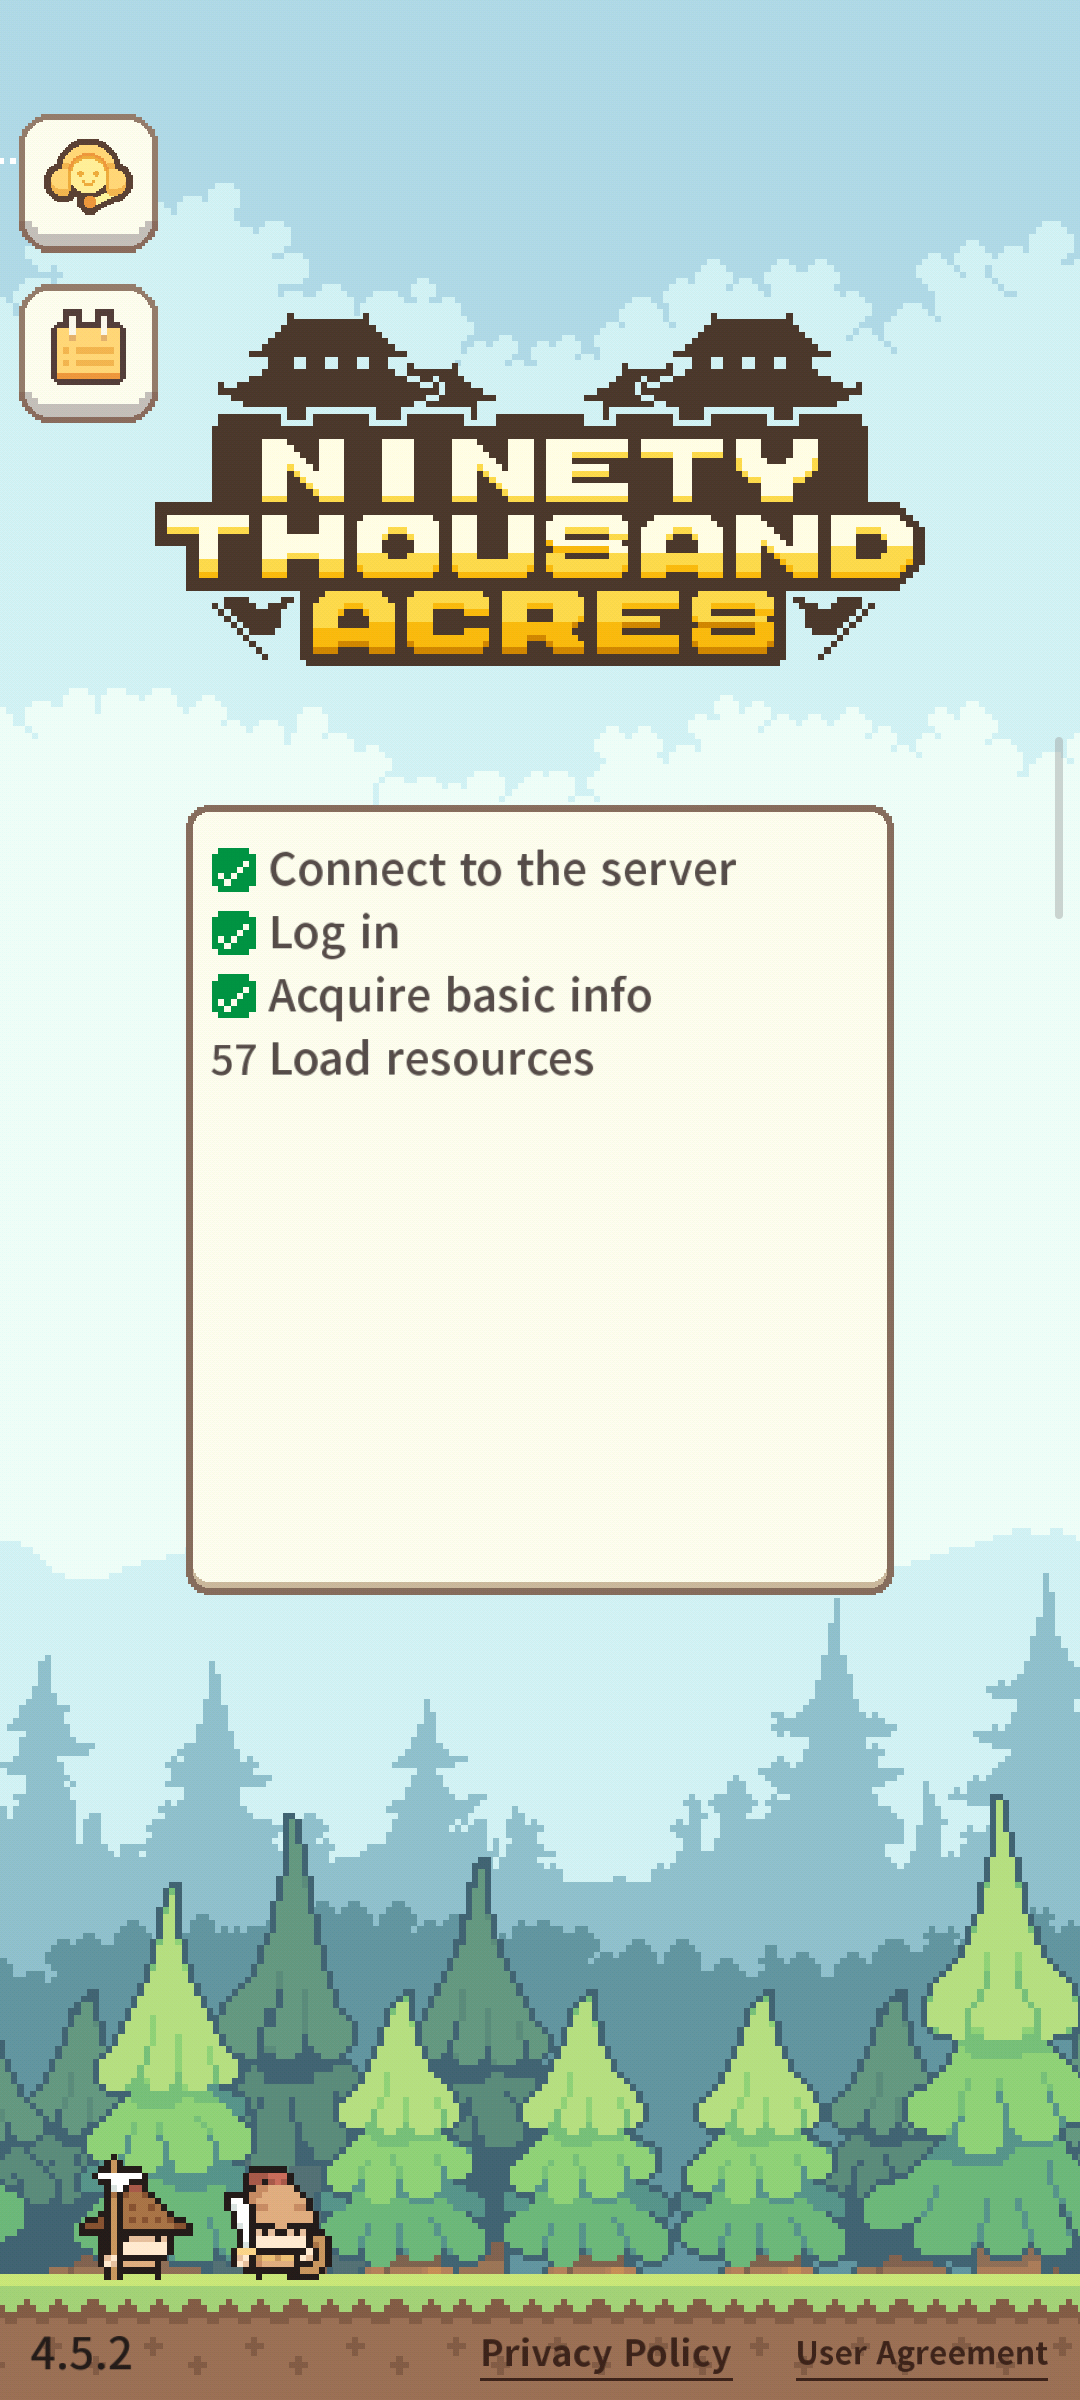 NINETY
THOUSAND
ACRES
Connect to the server
Log in
Acquire basic info
57 Load resources
4.5.2 Privacy Policy User Agreement